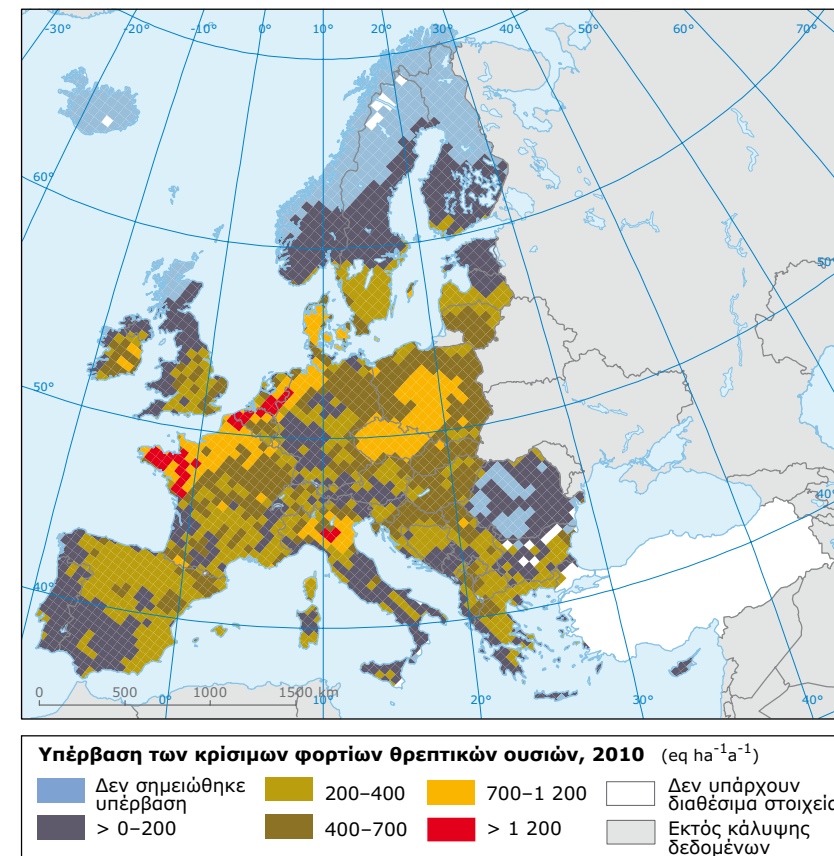 -30° -20° -10° 0° 10° 20° 30° 40° 50° 60° 70°
60°
50°
50°
40°
40°
0 500 1000 1500 km
0° 10° 20° 30° 40°
Υπέρβαση των κρίσιμων φορτίων θρεπτικών ουσιών, 2010 (eq ha⁻¹a⁻¹)
Δεν σημειώθηκε
υπέρβαση
> 0–200
200–400
400–700
700–1 200
> 1 200
Δεν υπάρχουν
διαθέσιμα στοιχεία
Εκτός κάλυψης
δεδομένων